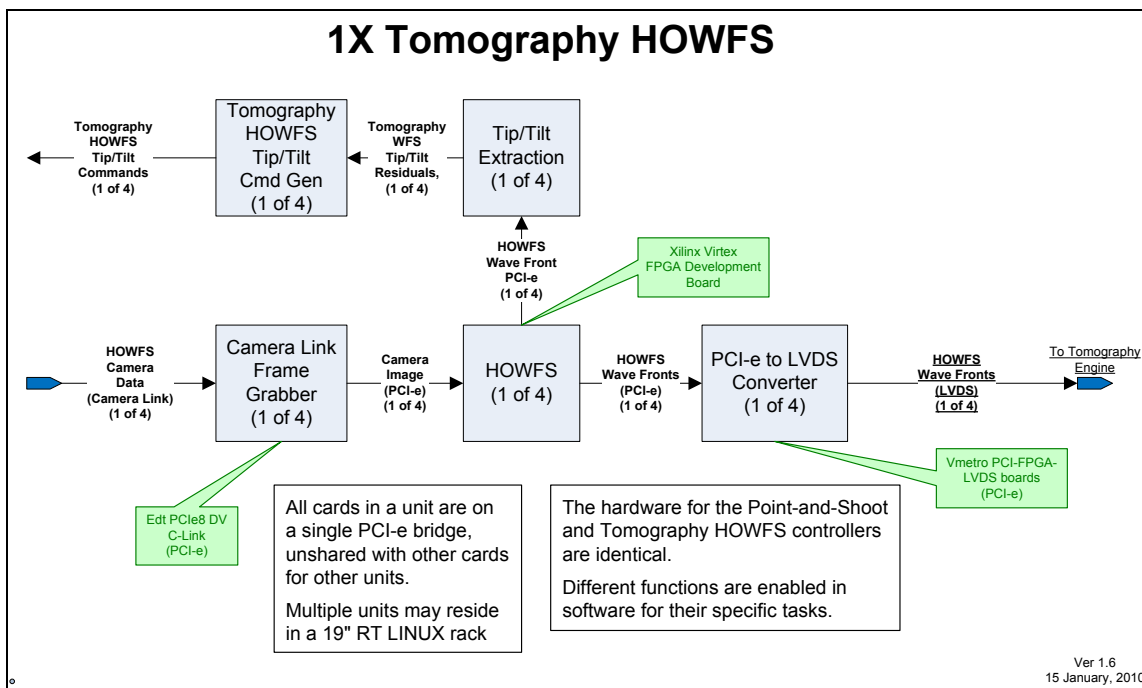 1X Tomography HOWFS
Tomography
HOWFS
Tip/Tilt
Commands
(1 of 4)
Tomography
HOWFS
Tip/Tilt
Cmd Gen
(1 of 4)
Tomography
WFS
Tip/Tilt
Residuals,
(1 of 4)
Tip/Tilt
Extraction
(1 of 4)
HOWFS
Wave Front
PCI-e
(1 of 4)
Xilinx Virtex
FPGA Development
Board
HOWFS
Camera
Data
(Camera Link)
(1 of 4)
Camera Link
Frame
Grabber
(1 of 4)
Camera
Image
(PCI-e)
(1 of 4)
HOWFS
(1 of 4)
HOWFS
Wave Fronts
(PCI-e)
(1 of 4)
PCI-e to LVDS
Converter
(1 of 4)
HOWFS
Wave Fronts
(LVDS)
(1 of 4)
To Tomography
Engine
Edt PCIe8 DV
C-Link
(PCI-e)
Vmetro PCI-FPGA-
LVDS boards
(PCI-e)
All cards in a unit are on
a single PCI-e bridge,
unshared with other cards
for other units.
Multiple units may reside
in a 19" RT LINUX rack
The hardware for the Point-and-Shoot
and Tomography HOWFS controllers
are identical.
Different functions are enabled in
software for their specific tasks.
Ver 1.6
15 January, 2010